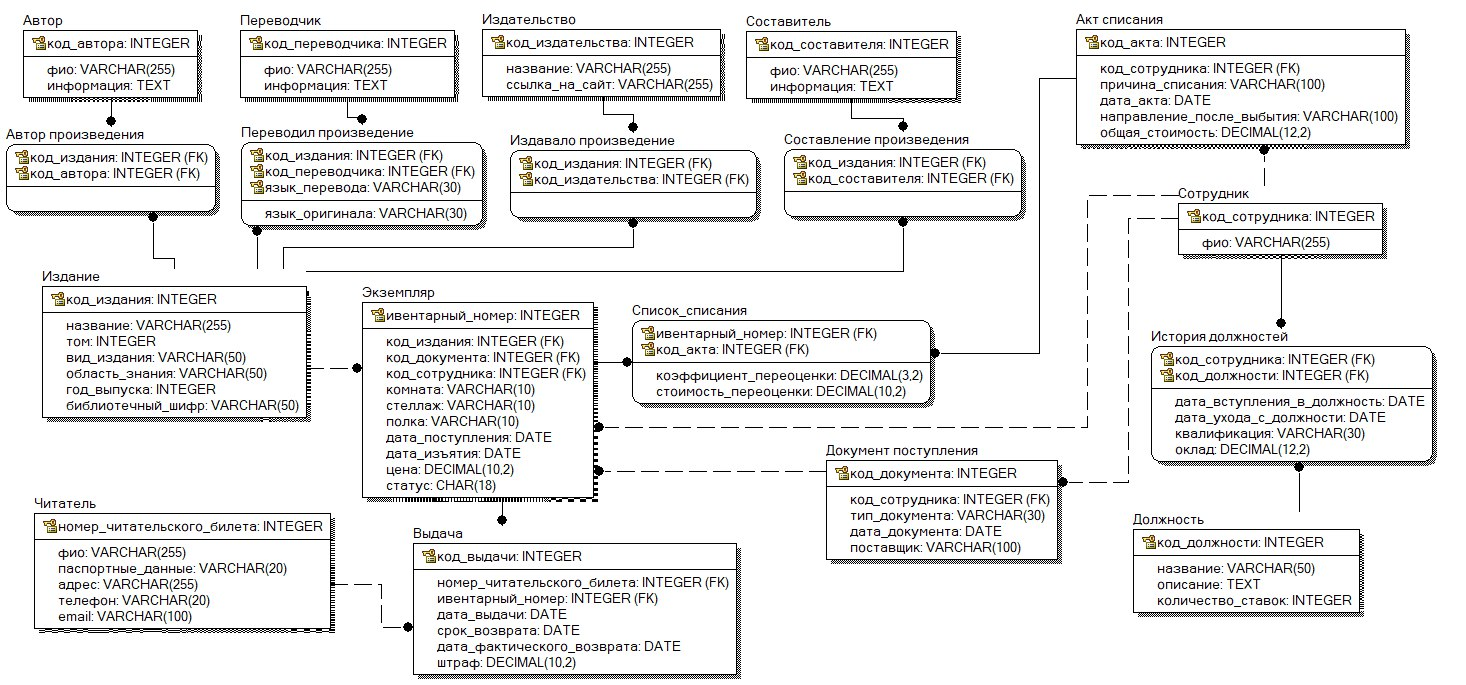 Автор
код_автора: INTEGER
фио: VARCHAR(255)
информация: TEXT
Переводчик
код_переводчика: INTEGER
фио: VARCHAR(255)
информация: TEXT
Издательство
код_издательства: INTEGER
название: VARCHAR(255)
ссылка_на_сайт: VARCHAR(255)
Составитель
код_составителя: INTEGER
фио: VARCHAR(255)
информация: TEXT
Акт списания
код_акта: INTEGER
код_сотрудника: INTEGER (FK)
причина_списания: VARCHAR(100)
дата_акта: DATE
направление_после_выбытия: VARCHAR(100)
общая_стоимость: DECIMAL(12,2)
Автор произведения
код_издания: INTEGER (FK)
код_автора: INTEGER (FK)
Переводил произведение
код_издания: INTEGER (FK)
код_переводчика: INTEGER (FK)
язык_перевода: VARCHAR(30)
язык_оригинала: VARCHAR(30)
Издавало произведение
код_издания: INTEGER (FK)
код_издательства: INTEGER (FK)
Составление произведения
код_издания: INTEGER (FK)
код_составителя: INTEGER (FK)
Сотрудник
код_сотрудника: INTEGER
фио: VARCHAR(255)
Издание
код_издания: INTEGER
название: VARCHAR(255)
том: INTEGER
вид_издания: VARCHAR(50)
область_знания: VARCHAR(50)
год_выпуска: INTEGER
библиотечный_шифр: VARCHAR(50)
Экземпляр
ивентарный_номер: INTEGER
код_издания: INTEGER (FK)
код_документа: INTEGER (FK)
код_сотрудника: INTEGER (FK)
комната: VARCHAR(10)
стеллаж: VARCHAR(10)
полка: VARCHAR(10)
дата_поступления: DATE
дата_изъятия: DATE
цена: DECIMAL(10,2)
статус: CHAR(18)
Список_списания
ивентарный_номер: INTEGER (FK)
код_акта: INTEGER (FK)
коэффициент_переоценки: DECIMAL(3,2)
стоимость_переоценки: DECIMAL(10,2)
История должностей
код_сотрудника: INTEGER (FK)
код_должности: INTEGER (FK)
дата_вступления_в_должность: DATE
дата_ухода_с_должности: DATE
квалификация: VARCHAR(30)
оклад: DECIMAL(12,2)
Документ поступления
код_документа: INTEGER
код_сотрудника: INTEGER (FK)
тип_документа: VARCHAR(30)
дата_документа: DATE
поставщик: VARCHAR(100)
Читатель
номер_читательского_билета: INTEGER
фио: VARCHAR(255)
паспортные_данные: VARCHAR(20)
адрес: VARCHAR(255)
телефон: VARCHAR(20)
email: VARCHAR(100)
Выдача
код_выдачи: INTEGER
номер_читательского_билета: INTEGER (FK)
ивентарный_номер: INTEGER (FK)
дата_выдачи: DATE
срок_возврата: DATE
дата_фактического_возврата: DATE
штраф: DECIMAL(10,2)
Должность
код_должности: INTEGER
название: VARCHAR(50)
описание: TEXT
количество_ставок: INTEGER